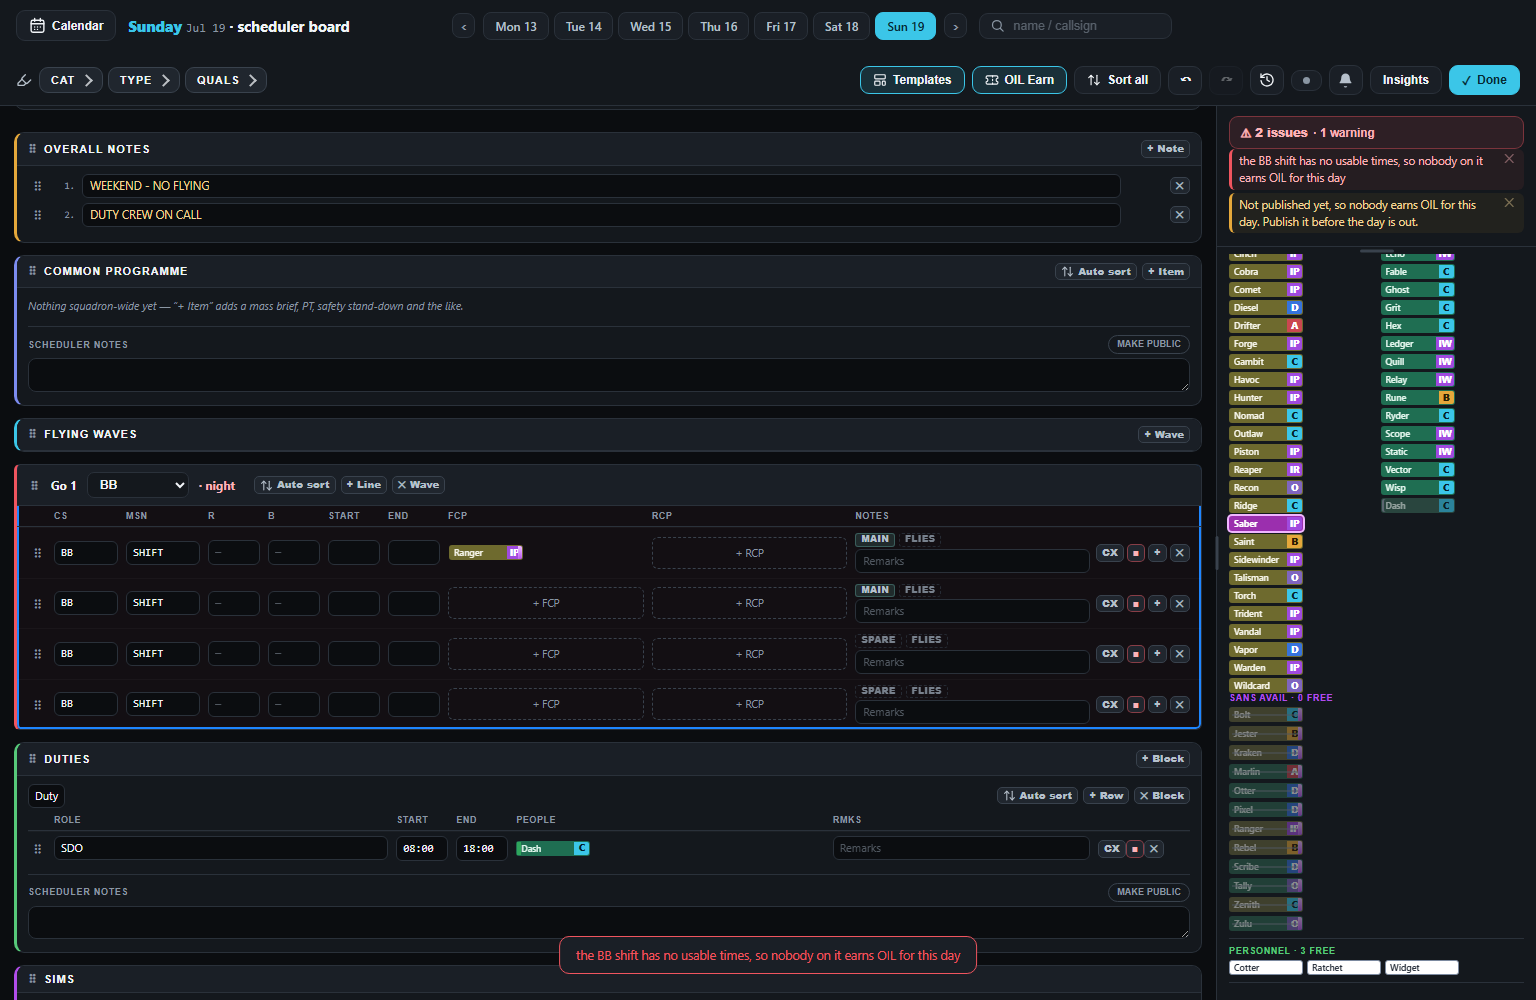 Calendar
Sunday Jul 19 · scheduler board
Mon 13
Tue 14
Wed 15
Thu 16
Fri 17
Sat 18
Sun 19
name / callsign
CAT
TYPE
QUALS
Templates
OIL Earn
Sort all
Insights
✓ Done
OVERALL NOTES
+ Note
1. WEEKEND - NO FLYING
2. DUTY CREW ON CALL
COMMON PROGRAMME
Auto sort
+ Item
Nothing squadron-wide yet — "+ Item" adds a mass brief, PT, safety stand-down and the like.
SCHEDULER NOTES
MAKE PUBLIC
FLYING WAVES
+ Wave
Go 1 BB · night
Auto sort
+ Line
✕ Wave
CS MSN R B START END FCP RCP NOTES
BB SHIFT – – Ranger IP + RCP MAIN FLIES Remarks CX ■ + ✕
BB SHIFT – – + FCP + RCP MAIN FLIES Remarks CX ■ + ✕
BB SHIFT – – + FCP + RCP SPARE FLIES Remarks CX ■ + ✕
BB SHIFT – – + FCP + RCP SPARE FLIES Remarks CX ■ + ✕
DUTIES
+ Block
Duty
Auto sort
+ Row
✕ Block
ROLE START END PEOPLE RMKS
SDO 08:00 18:00 Dash C Remarks CX ■ ✕
SCHEDULER NOTES
MAKE PUBLIC
SIMS
the BB shift has no usable times, so nobody on it earns OIL for this day
⚠ 2 issues · 1 warning
the BB shift has no usable times, so nobody on it
earns OIL for this day
Not published yet, so nobody earns OIL for this
day. Publish it before the day is out.
Cinch IP
Cobra IP
Comet IP
Diesel D
Drifter A
Forge IP
Gambit C
Havoc IP
Hunter IP
Nomad C
Outlaw C
Piston IP
Reaper IR
Recon O
Ridge C
Saber IP
Saint B
Sidewinder IP
Talisman O
Torch C
Trident IP
Vandal IP
Vapor D
Warden IP
Wildcard O
Echo IW
Fable C
Ghost C
Grit C
Hex C
Ledger IW
Quill IW
Relay IW
Rune B
Ryder C
Scope IW
Static IW
Vector C
Wisp C
Dash C
SANS AVAIL · 0 FREE
Bolt C
Jester B
Kraken D
Marlin A
Otter D
Pixel D
Ranger IP
Rebel B
Scribe D
Tally O
Zenith C
Zulu O
PERSONNEL · 3 FREE
Cotter
Ratchet
Widget